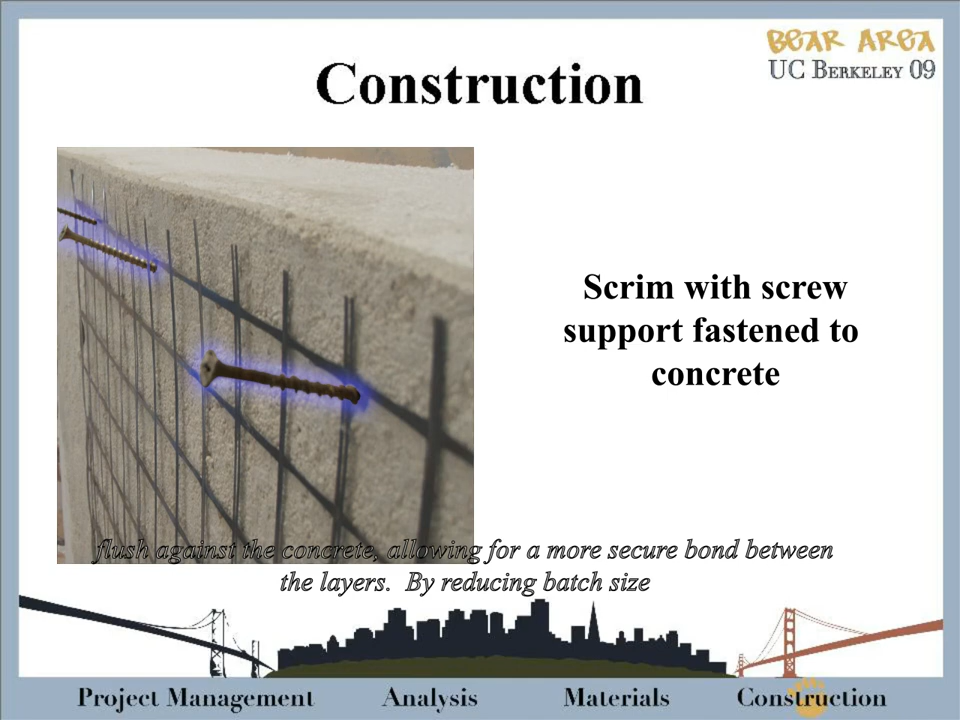 BEAR AREA
UC BERKELEY 09
Construction
Scrim with screw
support fastened to
concrete
flush against the concrete, allowing for a more secure bond between
the layers. By reducing batch size
Project Management Analysis Materials Construction